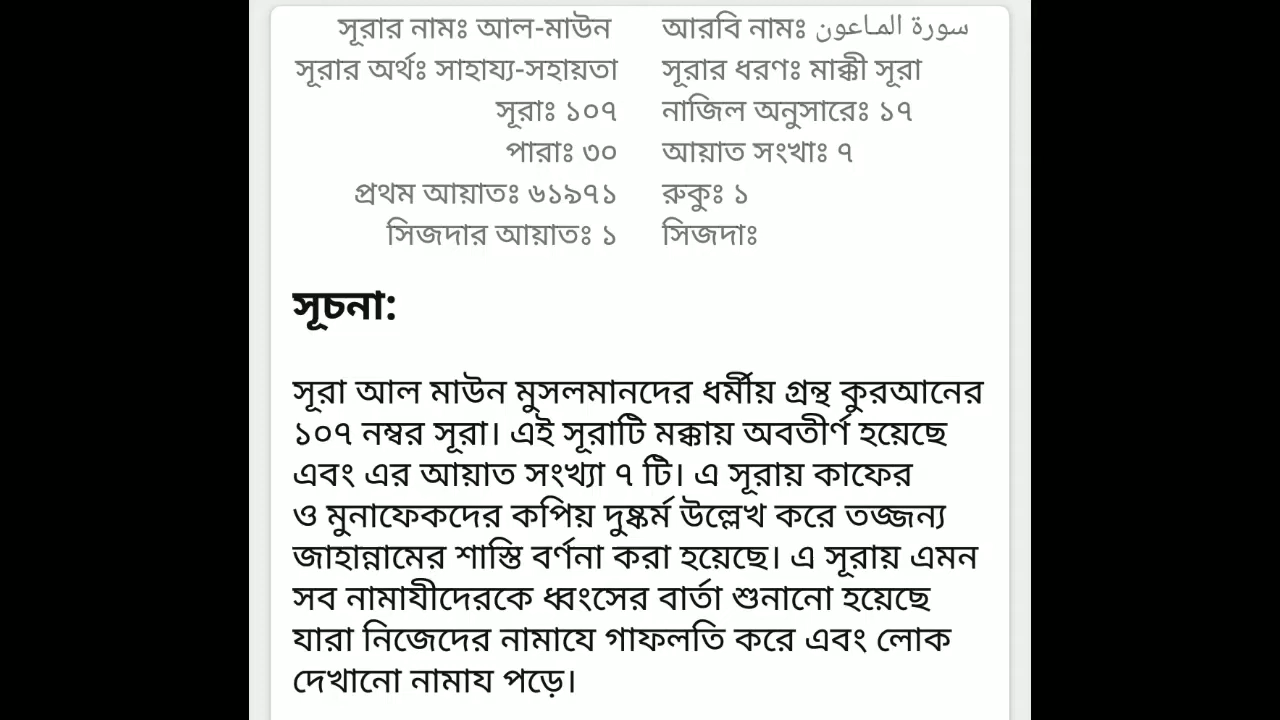 সূরার নামঃ আল-মাউন আরবি নামঃ سورة الماعون
সূরার অর্থঃ সাহায্য-সহায়তা সূরার ধরণঃ মাক্কী সূরা
সূরাঃ ১০৭ নাজিল অনুসারেঃ ১৭
পারাঃ ৩০ আয়াত সংখাঃ ৭
প্রথম আয়াতঃ ৬১৯৭১ রুকুঃ ১
সিজদার আয়াতঃ ১ সিজদাঃ
সূচনা:
সূরা আল মাউন মুসলমানদের ধর্মীয় গ্রন্থ কুরআনের
১০৭ নম্বর সূরা। এই সূরাটি মক্কায় অবতীর্ণ হয়েছে
এবং এর আয়াত সংখ্যা ৭ টি। এ সূরায় কাফের
ও মুনাফেকদের কপিয় দুষ্কর্ম উল্লেখ করে তজ্জন্য
জাহান্নামের শাস্তি বর্ণনা করা হয়েছে। এ সূরায় এমন
সব নামাযীদেরকে ধ্বংসের বার্তা শুনানো হয়েছে
যারা নিজেদের নামাযে গাফলতি করে এবং লোক
দেখানো নামায পড়ে।